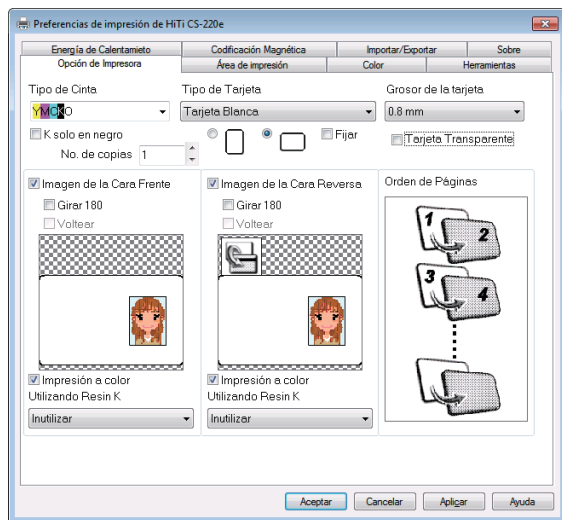 Preferencias de impresión de HiTi CS-220e
Energía de Calentamieto Codificación Magnética Importar/Exportar Sobre
Opción de Impresora Área de impresión Color Herramientas
Tipo de Cinta Tipo de Tarjeta Grosor de la tarjeta
YMCKO Tarjeta Blanca 0.8 mm
K solo en negro Fijar Tarjeta Transparente
No. de copias 1
Imagen de la Cara Frente Imagen de la Cara Reversa Orden de Páginas
Girar 180 Girar 180
Voltear Voltear
1
2
3
4
Impresión a color Impresión a color
Utilizando Resin K Utilizando Resin K
Inutilizar Inutilizar
Aceptar Cancelar Aplicar Ayuda